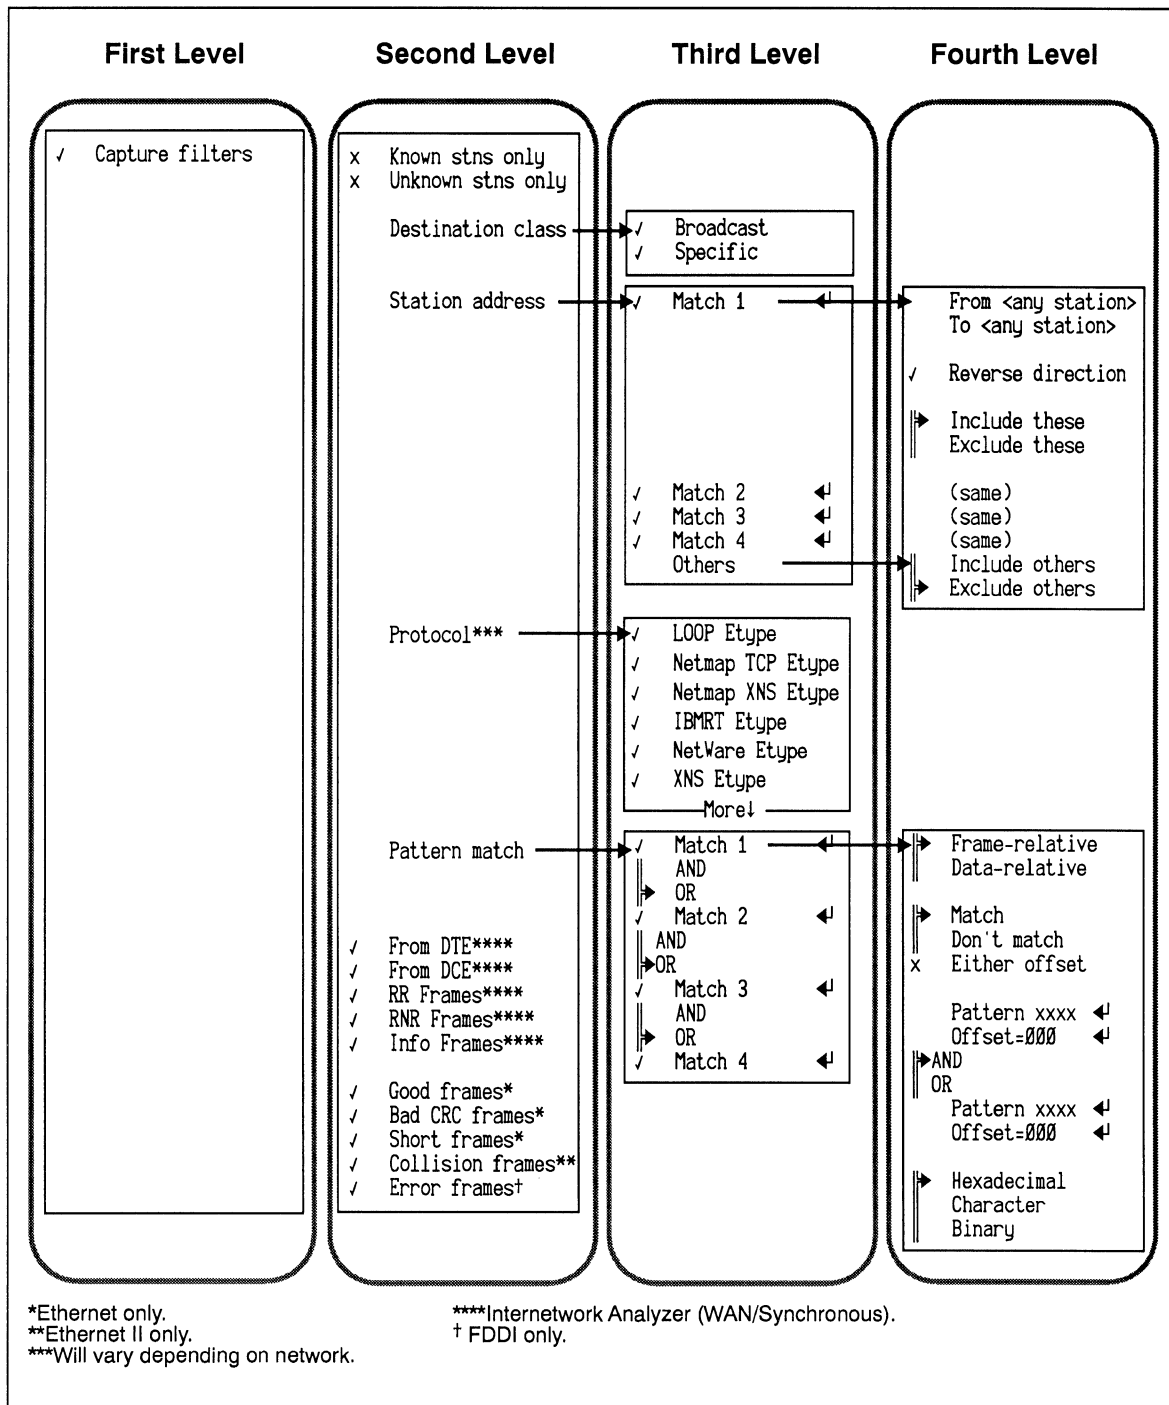 First Level
Second Level
Third Level
Fourth Level
✓ Capture filters
x Known stns only
x Unknown stns only
Destination class
✓ Broadcast
✓ Specific
Station address
✓ Match 1 ↵
From <any station>
To <any station>
✓ Reverse direction
Include these
Exclude these
✓ Match 2 ↵
(same)
✓ Match 3 ↵
(same)
✓ Match 4 ↵
(same)
Others
Include others
Exclude others
Protocol***
✓ LOOP Etype
✓ Netmap TCP Etype
✓ Netmap XNS Etype
✓ IBMRT Etype
✓ NetWare Etype
✓ XNS Etype
More↓
Pattern match
✓ Match 1 ↵
AND
OR
✓ Match 2 ↵
AND
OR
✓ Match 3 ↵
AND
OR
✓ Match 4 ↵
Frame-relative
Data-relative
Match
Don't match
x Either offset
Pattern xxxx ↵
Offset=000 ↵
AND
OR
Pattern xxxx ↵
Offset=000 ↵
Hexadecimal
Character
Binary
✓ From DTE****
✓ From DCE****
✓ RR Frames****
✓ RNR Frames****
✓ Info Frames****
✓ Good frames*
✓ Bad CRC frames*
✓ Short frames*
✓ Collision frames**
✓ Error frames†
*Ethernet only.
**Ethernet II only.
***Will vary depending on network.
****Internetwork Analyzer (WAN/Synchronous).
† FDDI only.